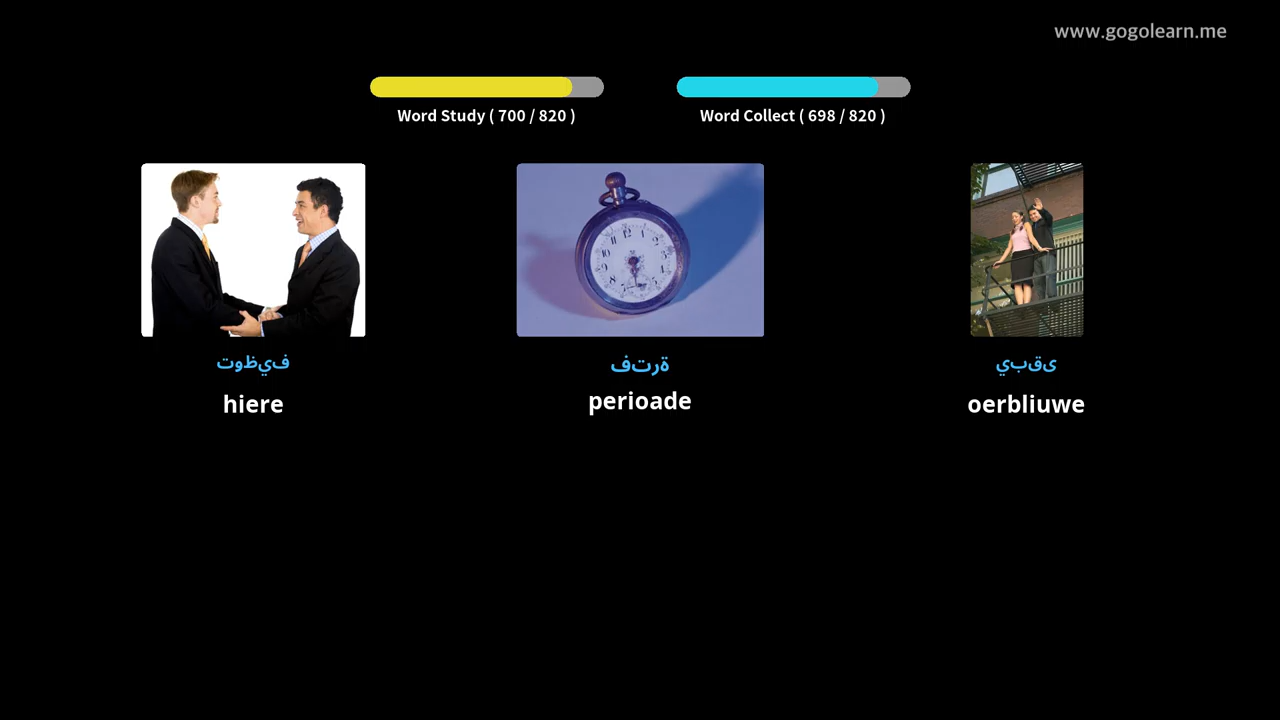 www.gogolearn.me
Word Study ( 700 / 820 )
Word Collect ( 698 / 820 )
فيظوت
ةرتف
ىقبي
hiere
perioade
oerbliuwe